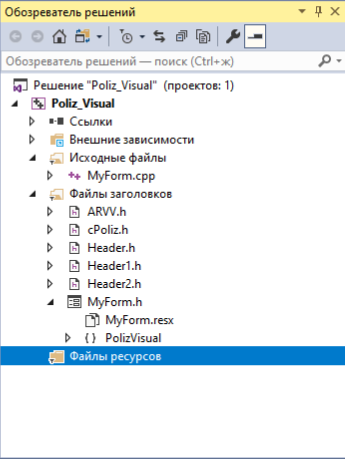 Обозреватель решений
Обозреватель решений — поиск (Ctrl+ж)
Решение "Poliz_Visual" (проектов: 1)
Poliz_Visual
Ссылки
Внешние зависимости
Исходные файлы
MyForm.cpp
Файлы заголовков
ARVV.h
cPoliz.h
Header.h
Header1.h
Header2.h
MyForm.h
MyForm.resx
{ } PolizVisual
Файлы ресурсов